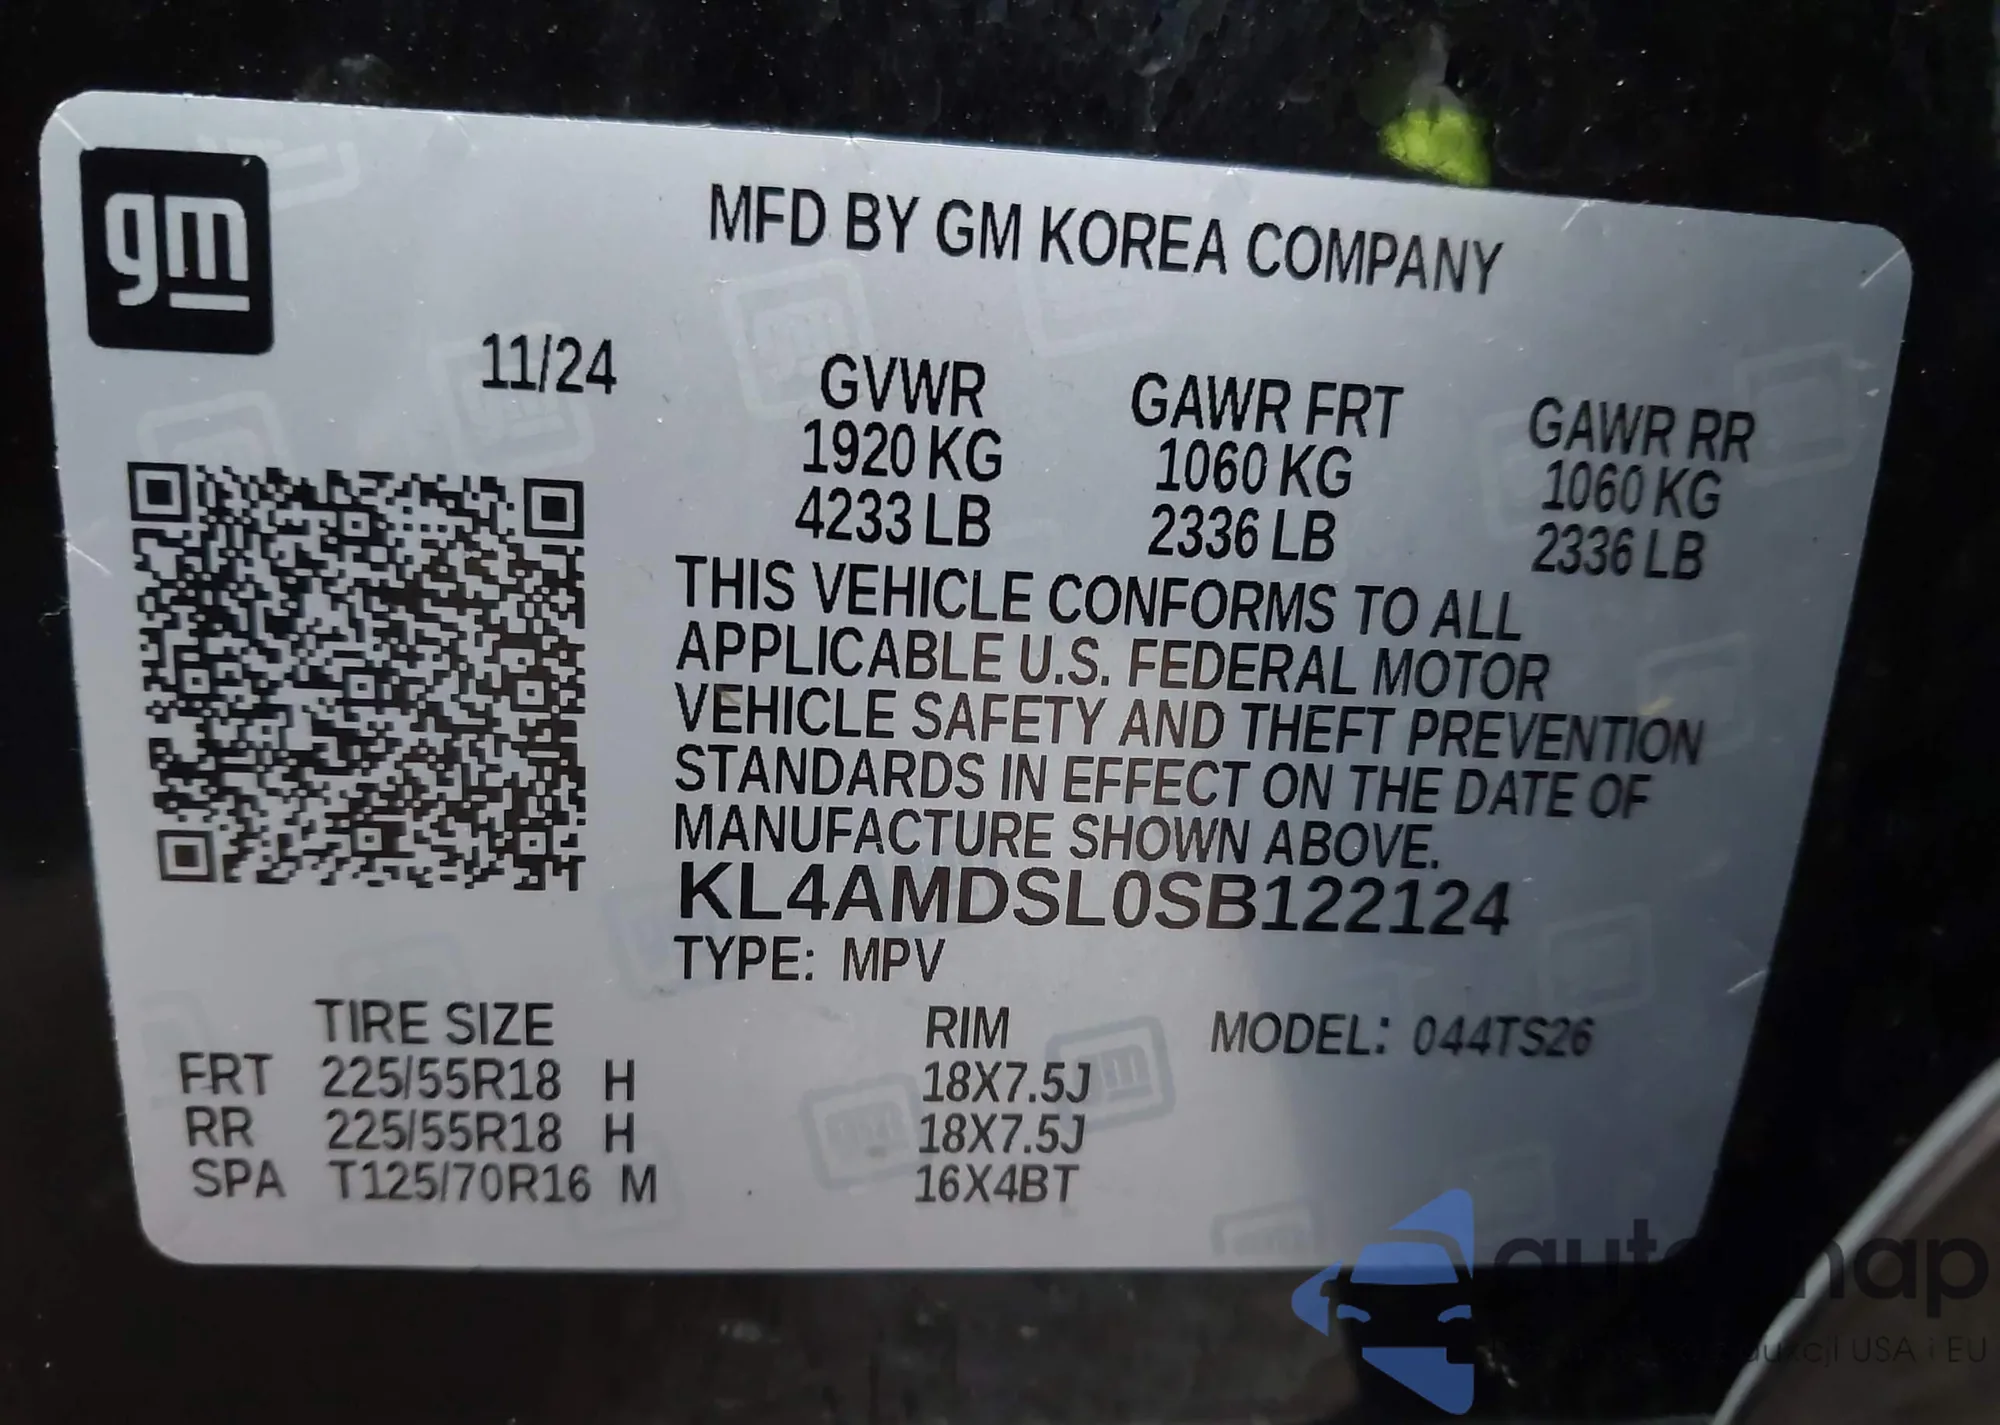 gm
MFD BY GM KOREA COMPANY
11/24
GVWR GAWR FRT GAWR RR
1920 KG 1060 KG 1060 KG
4233 LB 2336 LB 2336 LB
THIS VEHICLE CONFORMS TO ALL
APPLICABLE U.S. FEDERAL MOTOR
VEHICLE SAFETY AND THEFT PREVENTION
STANDARDS IN EFFECT ON THE DATE OF
MANUFACTURE SHOWN ABOVE.
KL4AMDSL0SB122124
TYPE: MPV
TIRE SIZE RIM MODEL: 044TS26
FRT 225/55R18 H 18X7.5J
RR 225/55R18 H 18X7.5J
SPA T125/70R16 M 16X4BT
USA i EU